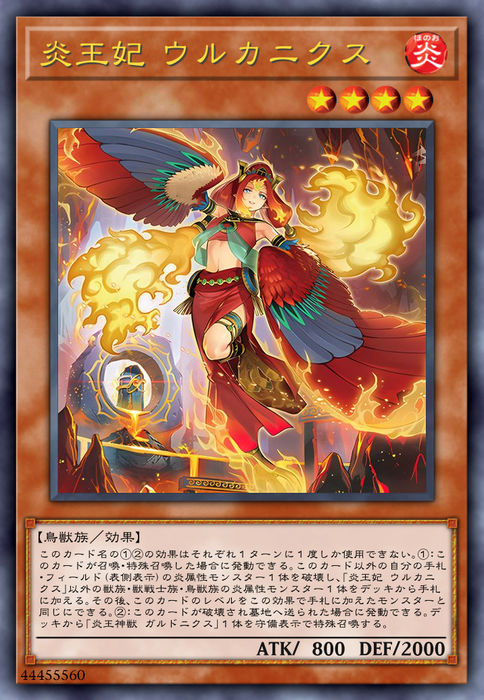 炎王妃 ウルカニクス
ほのお
炎
【鳥獣族／効果】
このカード名の①②の効果はそれぞれ１ターンに１度しか使用できない。①：こ
のカードが召喚・特殊召喚した場合に発動できる。このカード以外の自分の手札
・フィールド（表側表示）の炎属性モンスター１体を破壊し、「炎王妃 ウルカニ
クス」以外の獣族・獣戦士族・鳥獣族の炎属性モンスター１体をデッキから手札
に加える。その後、このカードのレベルをこの効果で手札に加えたモンスターと
同じにできる。②：このカードが破壊され墓地へ送られた場合に発動できる。デ
ッキから「炎王神獣 ガルドニクス」１体を守備表示で特殊召喚する。
ATK/ 800 DEF/2000
44455560